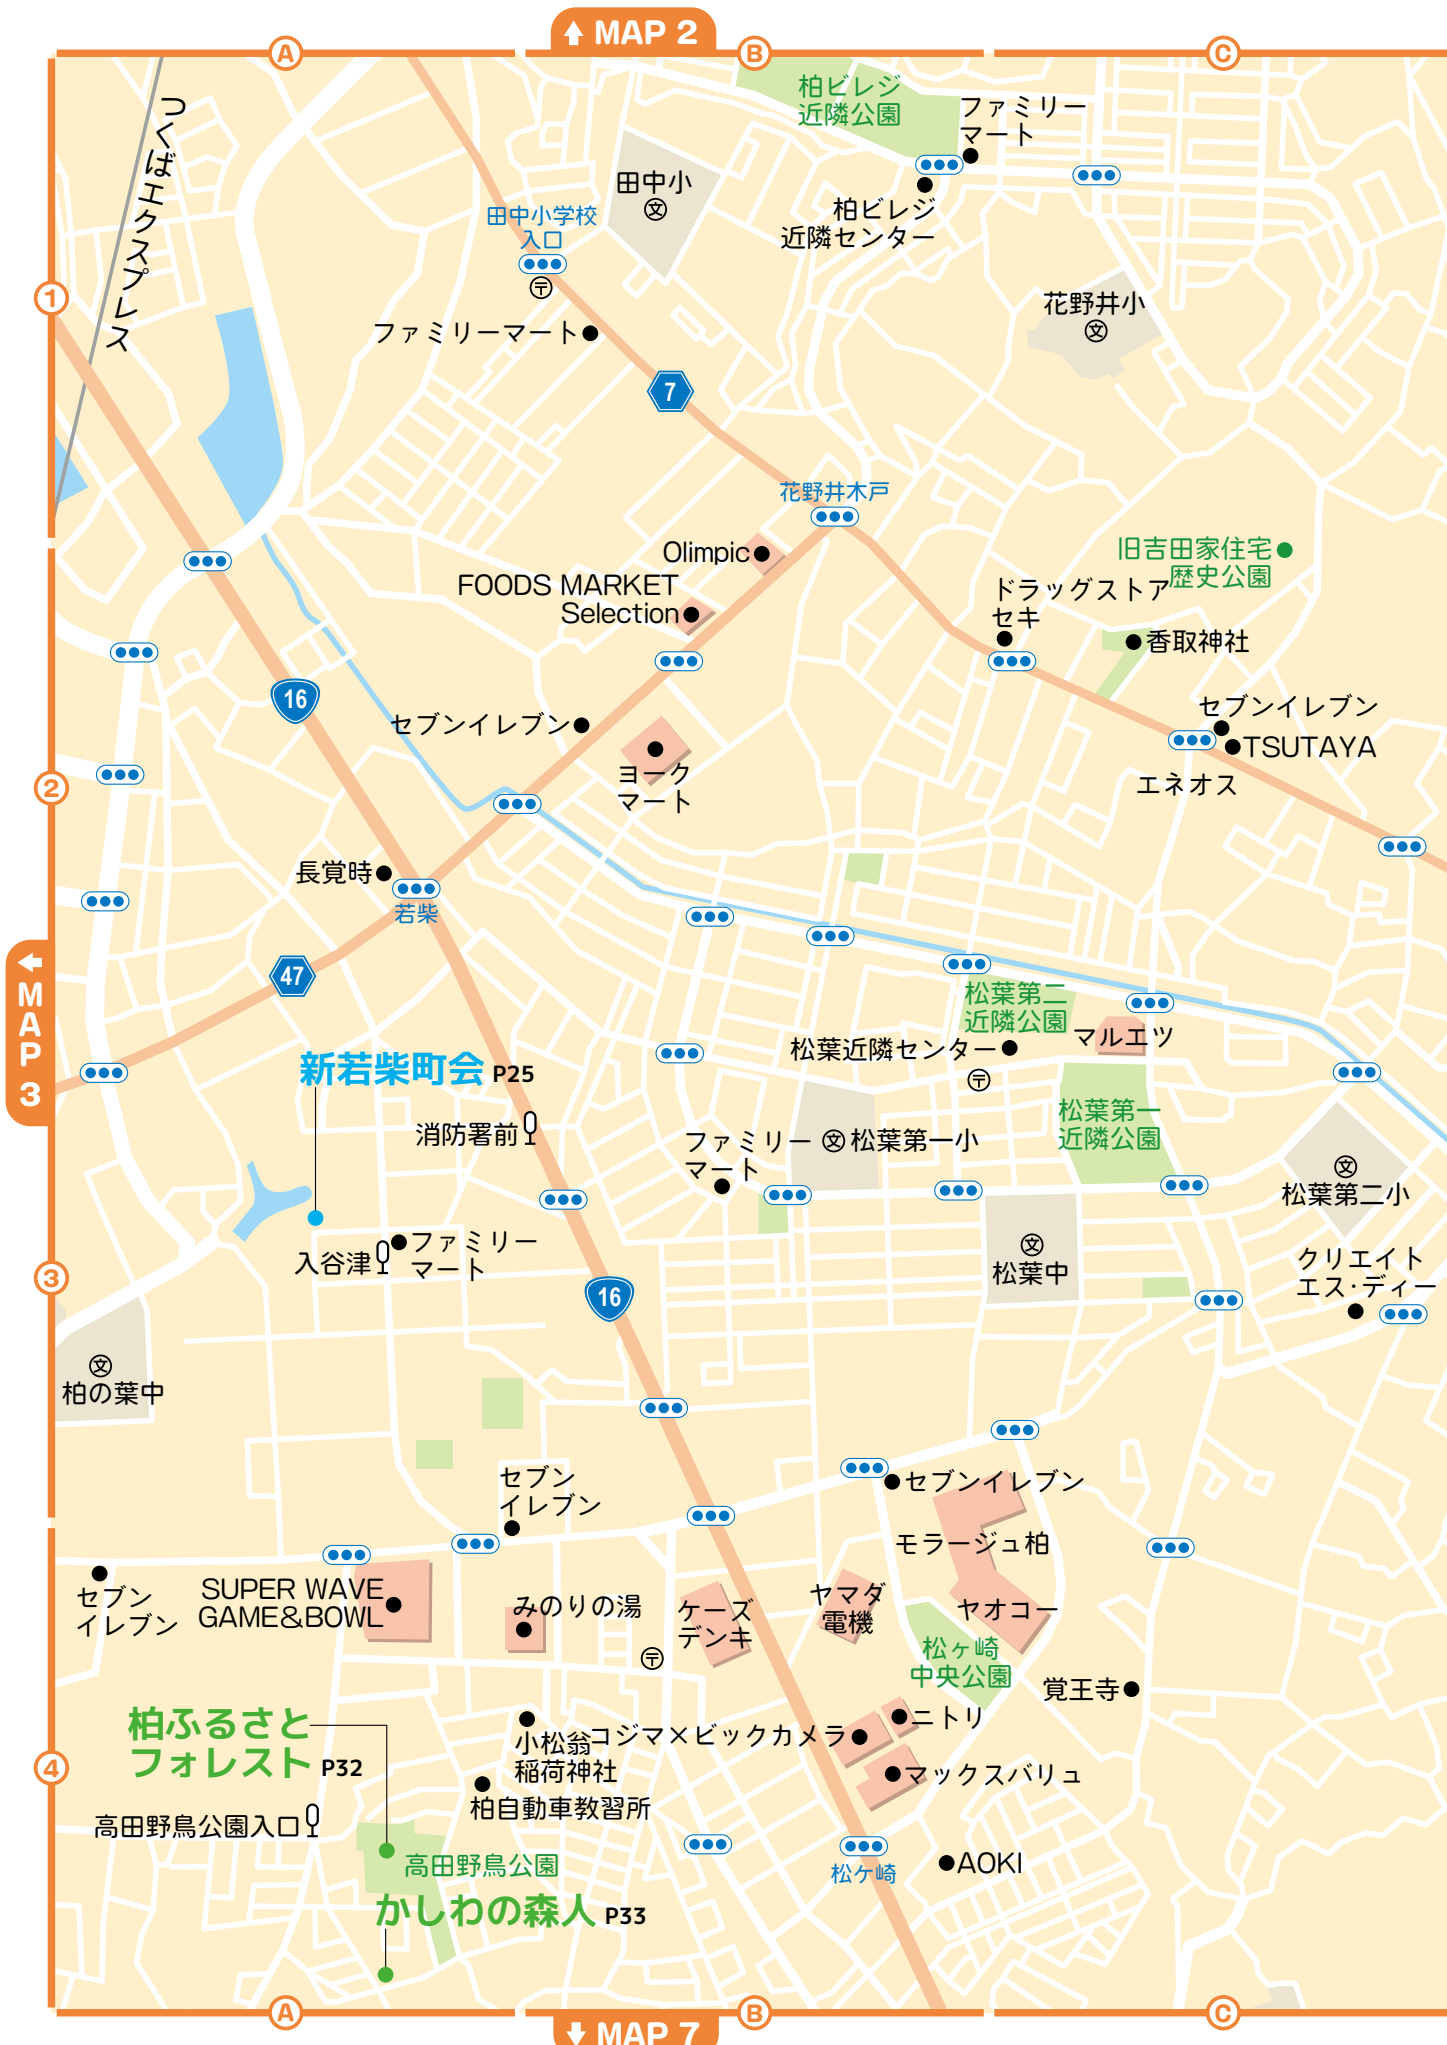 MAP 2
A
B
C
つくばエクスプレス
柏ビレジ
近隣公園
ファミリー
マート
田中小
文
柏ビレジ
近隣センター
田中小学校
入口
〒
1
花野井小
文
ファミリーマート
7
花野井木戸
Olimpic
FOODS MARKET
Selection
旧吉田家住宅
歴史公園
ドラッグストア
セキ
香取神社
16
セブンイレブン
セブンイレブン
TSUTAYA
ヨーク
マート
エネオス
2
長覚時
若柴
47
MAP 3
松葉第二
近隣公園
マルエツ
松葉近隣センター
〒
新若柴町会 P25
消防署前
ファミリー
マート
文 松葉第一小
松葉第一
近隣公園
文
松葉第二小
入谷津
ファミリー
マート
文
松葉中
クリエイト
エス・ディー
3
16
文
柏の葉中
セブン
イレブン
セブンイレブン
モラージュ柏
セブン
イレブン
SUPER WAVE
GAME&BOWL
みのりの湯
ケーズ
デンキ
ヤマダ
電機
ヤオコー
〒
松ヶ崎
中央公園
覚王寺
柏ふるさと
フォレスト P32
小松翁
稲荷神社
コジマ×ビックカメラ
ニトリ
4
マックスバリュ
柏自動車教習所
高田野鳥公園入口
高田野鳥公園
松ケ崎
AOKI
かしわの森人 P33
A
B
C
MAP 7